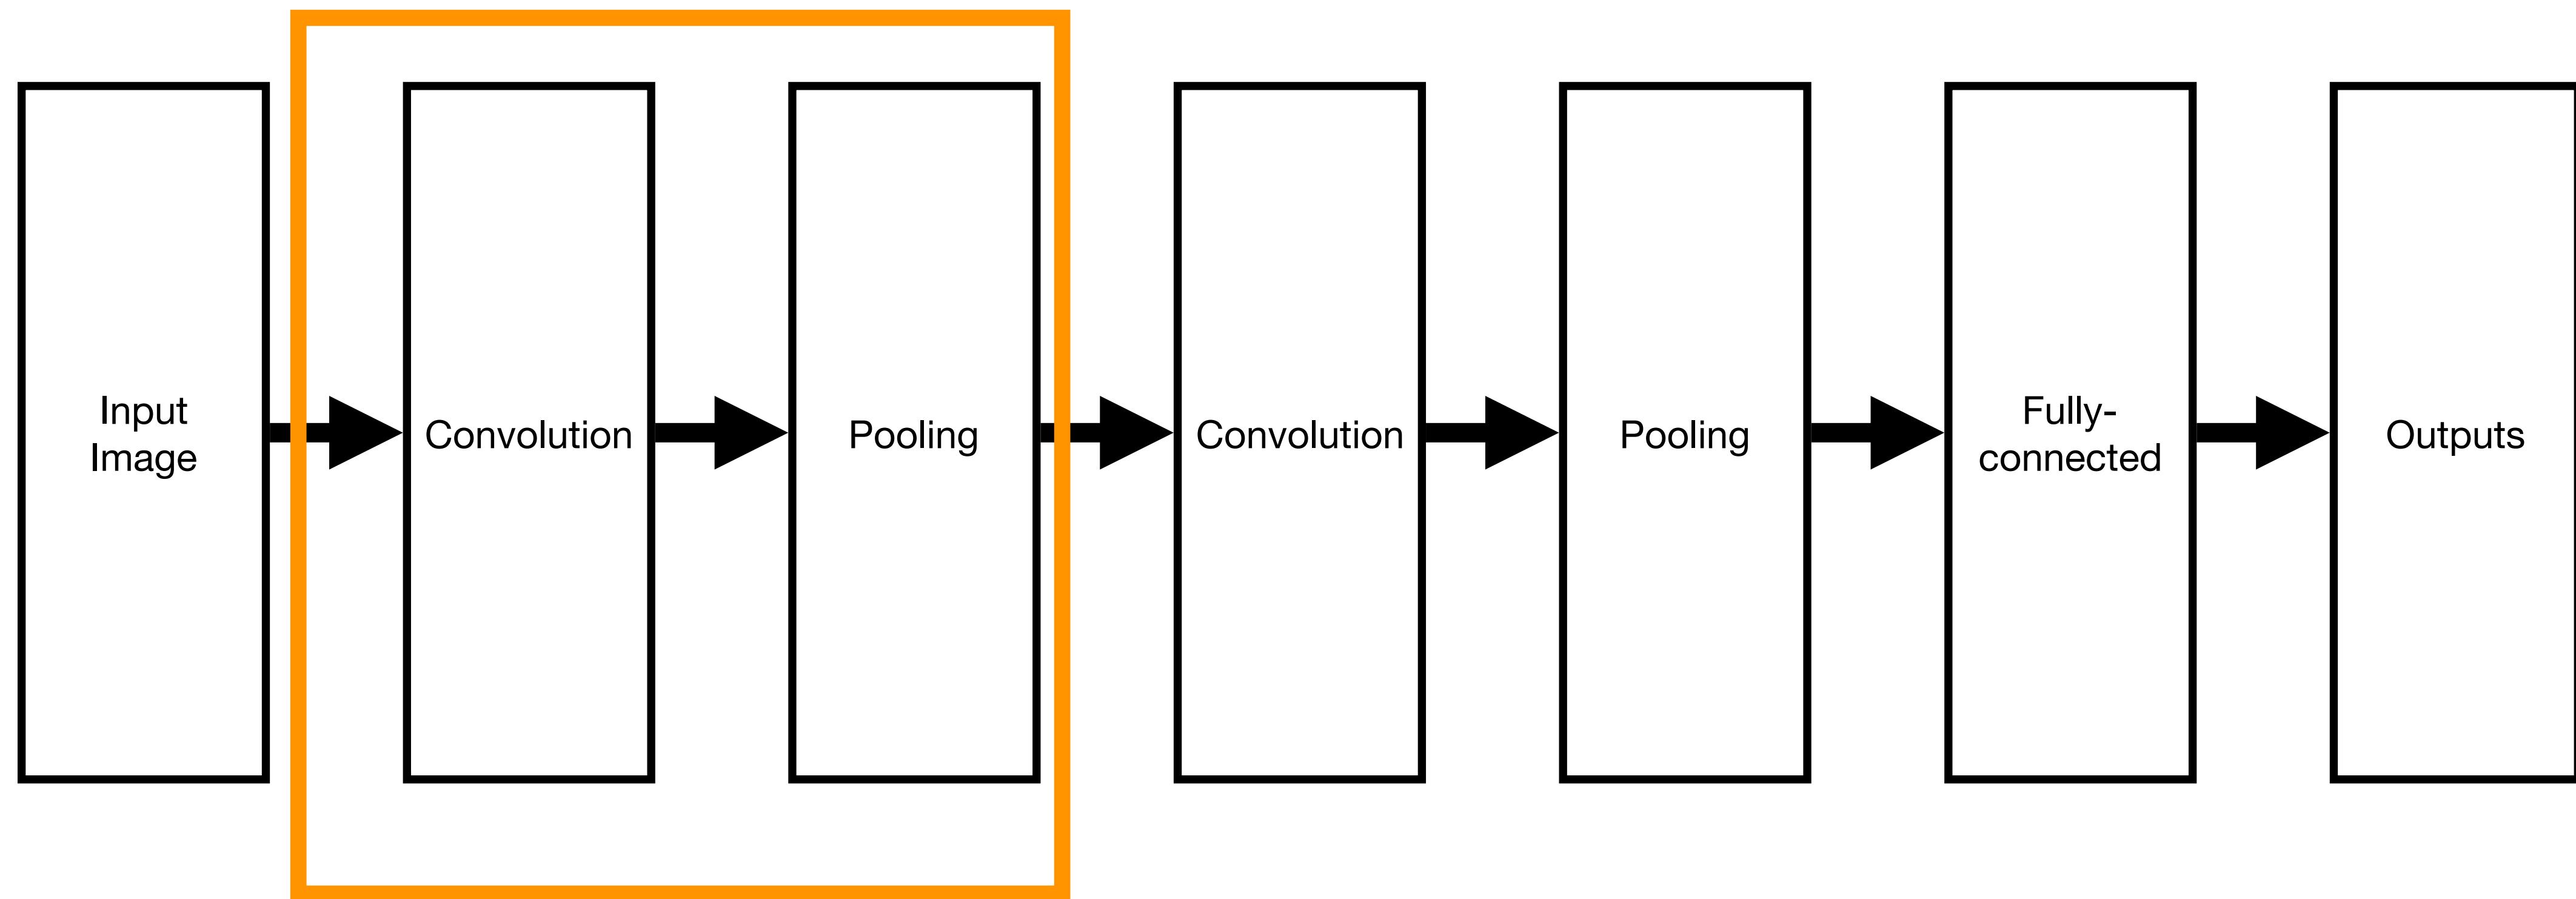 Input
Image
Convolution
Pooling
Convolution
Pooling
Fully-
connected
Outputs